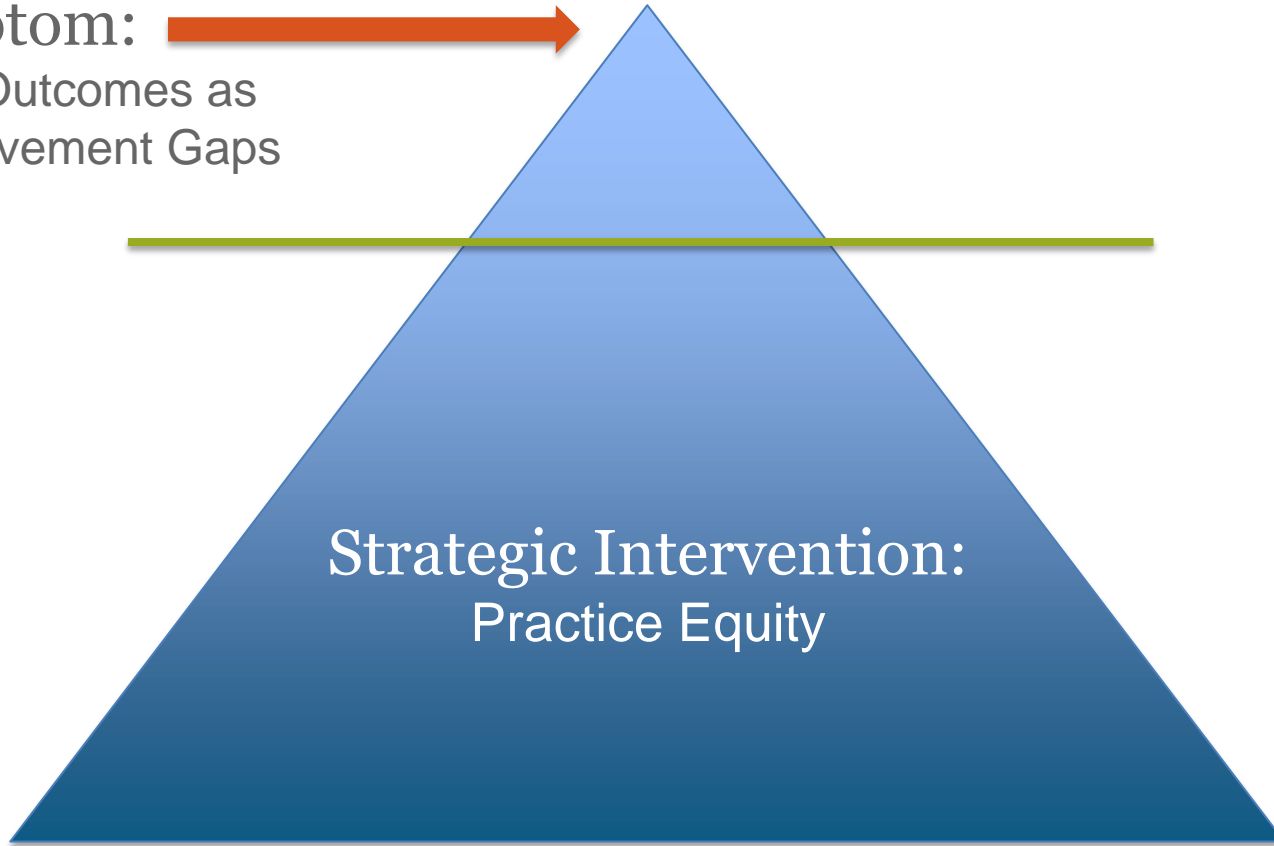 ptom:
Outcomes as
vement Gaps
Strategic Intervention:
Practice Equity